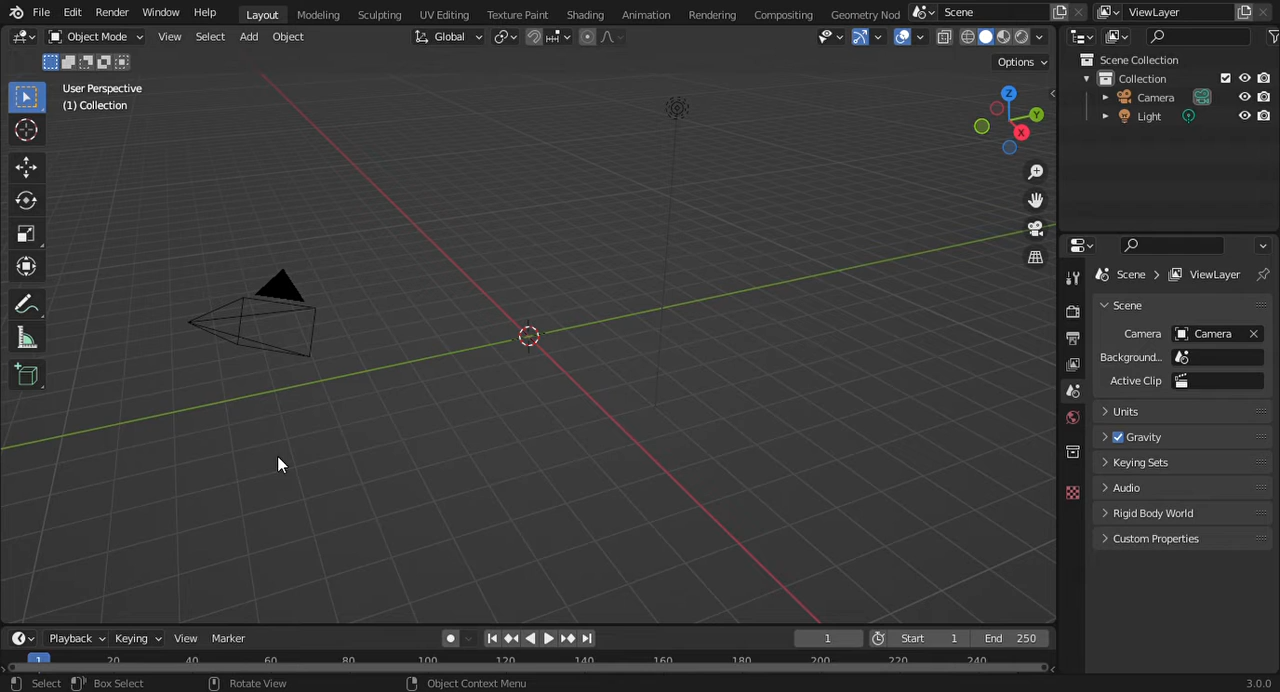 File Edit Render Window Help Layout Modeling Sculpting UV Editing Texture Paint Shading Animation Rendering Compositing Geometry Nod Scene ViewLayer
Object Mode View Select Add Object Global
Options
User Perspective
(1) Collection
Z
Y
X
Scene Collection
Collection
Camera
Light
Scene > ViewLayer
Scene
Camera Camera
Background...
Active Clip
Units
Gravity
Keying Sets
Audio
Rigid Body World
Custom Properties
Playback Keying View Marker 1 Start 1 End 250
1 20 40 60 80 100 120 140 160 180 200 220 240
Select Box Select Rotate View Object Context Menu 3.0.0